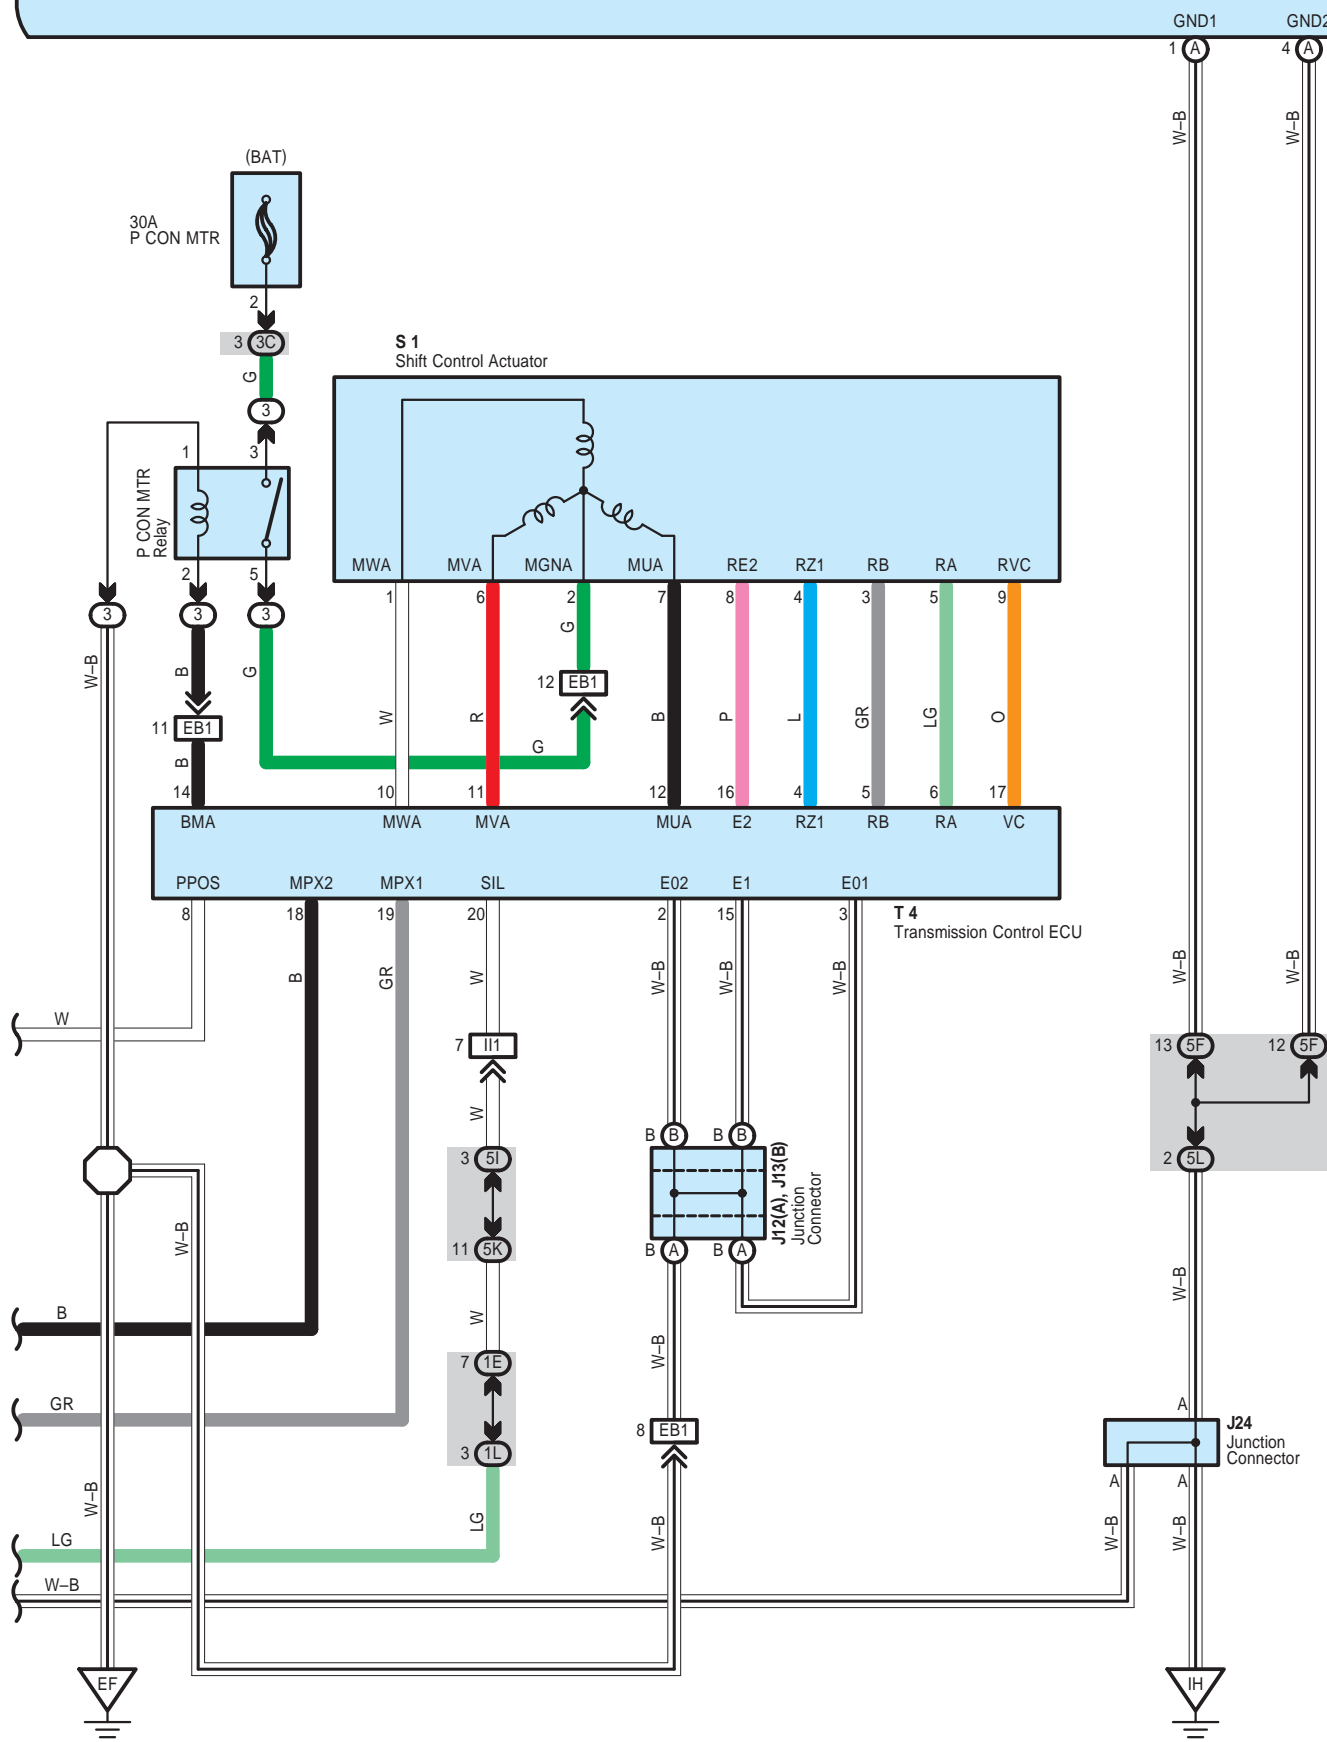 GND1
GND2
1
A
4
A
W–B
W–B
(BAT)
30A
P CON MTR
2
3
3C
G
3
S 1
Shift Control Actuator
1
3
P CON MTR
Relay
2
5
3
3
3
MWA
MVA
MGNA
MUA
RE2
RZ1
RB
RA
RVC
1
6
2
7
8
4
3
5
9
G
W–B
B
G
12
EB1
11
EB1
W
R
B
P
L
GR
LG
O
G
B
14
10
11
12
16
4
5
6
17
BMA
MWA
MVA
MUA
E2
RZ1
RB
RA
VC
PPOS
MPX2
MPX1
SIL
E02
E1
E01
8
18
19
20
2
15
3
T 4
Transmission Control ECU
B
GR
W
W–B
W–B
W–B
W–B
W–B
W
7
II1
13
5F
12
5F
W
B
B
B
B
3
5I
2
5L
J12(A), J13(B)
Junction
Connector
W–B
11
5K
B
A
B
A
W–B
B
W
W–B
7
1E
GR
A
J24
Junction
Connector
8
EB1
3
1L
A
A
W–B
LG
W–B
W–B
W–B
LG
W–B
EF
IH